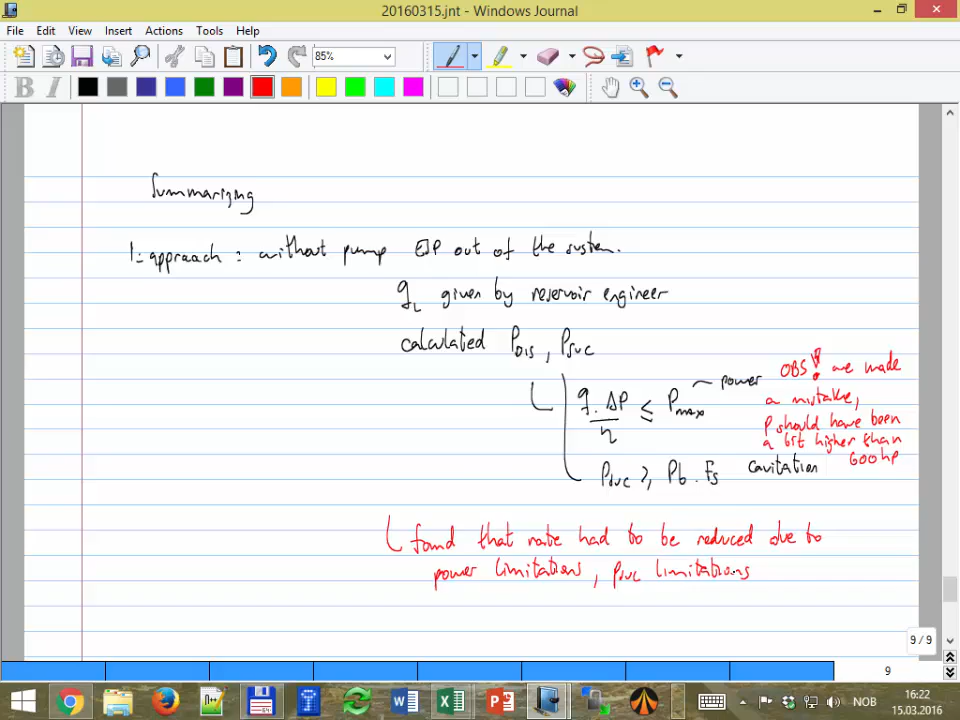 20160315.jnt - Windows Journal
File Edit View Insert Actions Tools Help
85%
B I
Summarizing
1: approach : without pump ESP out of the system.
qL given by reservoir engineer
calculated Pdis, Psuc
q. ΔP / η ≤ Pmax power
Psuc ≥ Pb. Fs cavitation
OBS! we made
a mistake,
P should have been
a bit higher than
600 hp
found that rate had to be reduced due to
power limitations, psuc limitations
9 / 9
9
NOB
16:22
15.03.2016